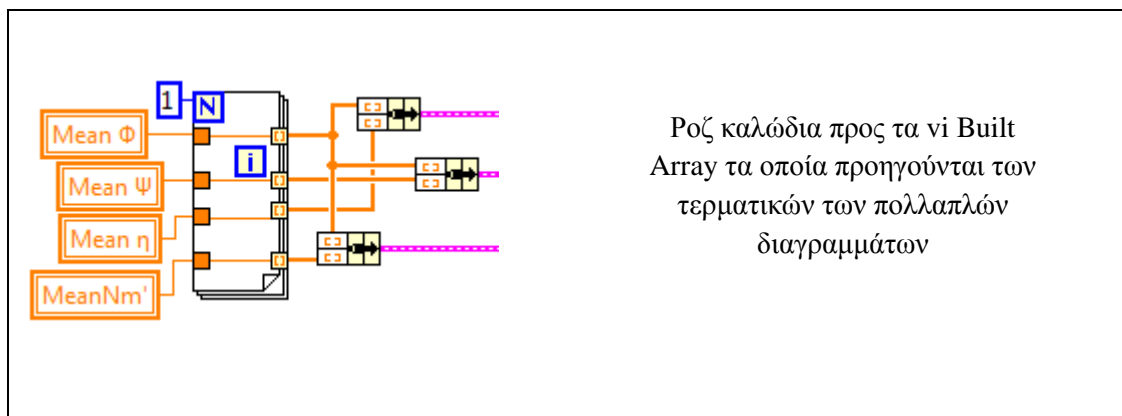 1
N
Mean Φ
i
Mean Ψ
Mean η
MeanNm'
Ροζ καλώδια προς τα vi Built
Array τα οποία προηγούνται των
τερματικών των πολλαπλών
διαγραμμάτων